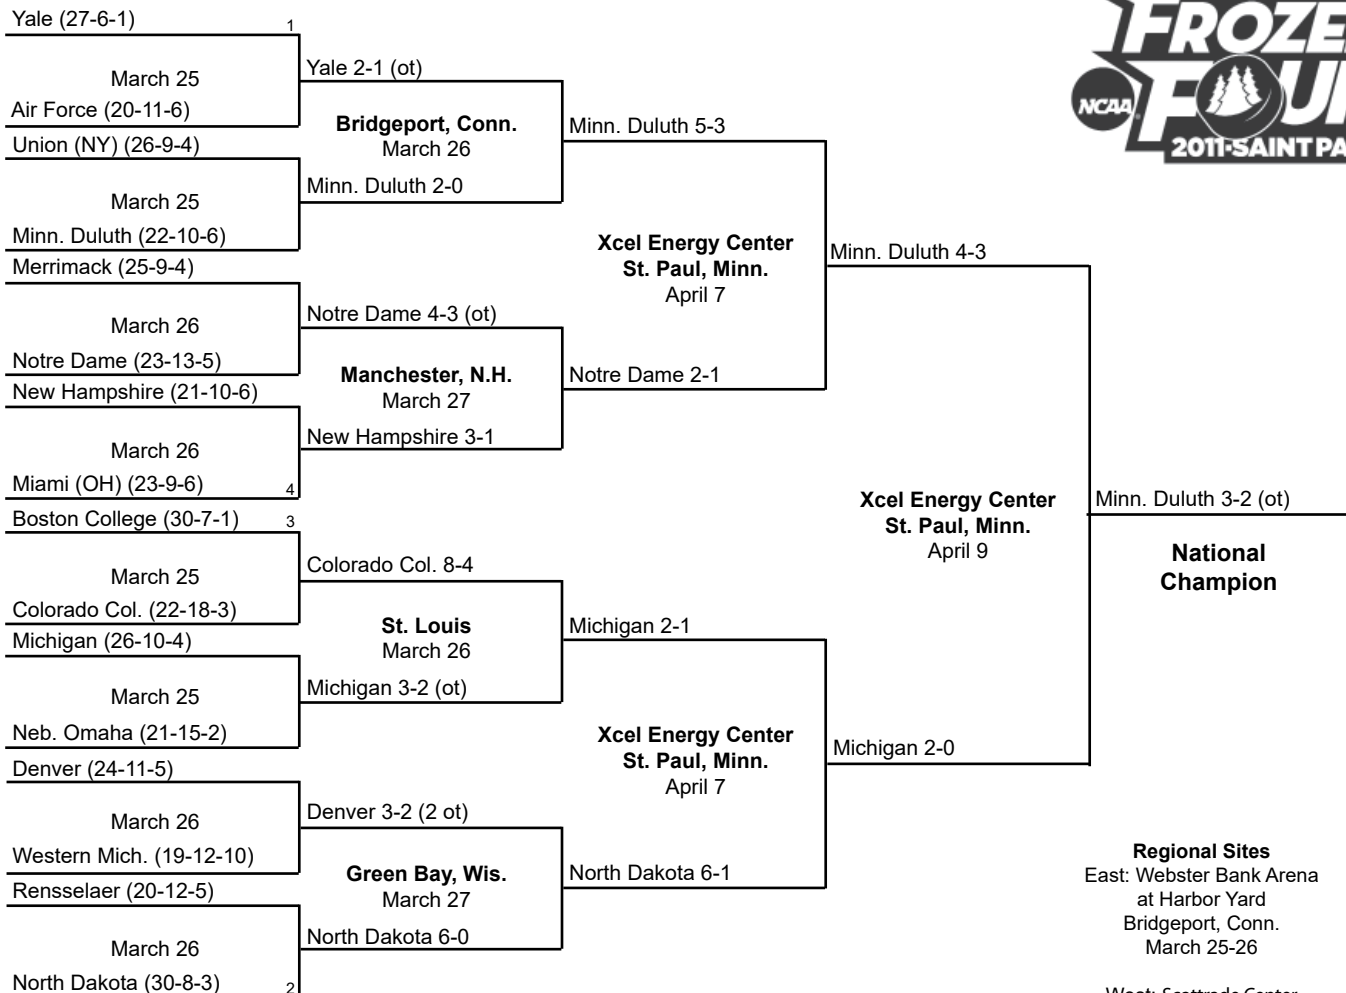 Yale (27-6-1) 1
March 25
Air Force (20-11-6)
Union (NY) (26-9-4)
March 25
Minn. Duluth (22-10-6)
Merrimack (25-9-4)
March 26
Notre Dame (23-13-5)
New Hampshire (21-10-6)
March 26
Miami (OH) (23-9-6) 4
Boston College (30-7-1) 3
March 25
Colorado Col. (22-18-3)
Michigan (26-10-4)
March 25
Neb. Omaha (21-15-2)
Denver (24-11-5)
March 26
Western Mich. (19-12-10)
Rensselaer (20-12-5)
March 26
North Dakota (30-8-3) 2
Yale 2-1 (ot)
Bridgeport, Conn.
March 26
Minn. Duluth 2-0
Notre Dame 4-3 (ot)
Manchester, N.H.
March 27
New Hampshire 3-1
Colorado Col. 8-4
St. Louis
March 26
Michigan 3-2 (ot)
Denver 3-2 (2 ot)
Green Bay, Wis.
March 27
North Dakota 6-0
Minn. Duluth 5-3
Xcel Energy Center
St. Paul, Minn.
April 7
Notre Dame 2-1
Michigan 2-1
Xcel Energy Center
St. Paul, Minn.
April 7
North Dakota 6-1
Minn. Duluth 4-3
Xcel Energy Center
St. Paul, Minn.
April 9
Michigan 2-0
Minn. Duluth 3-2 (ot)
National
Champion
FROZE
NCAA
FOU
2011·SAINT PA
Regional Sites
East: Webster Bank Arena
at Harbor Yard
Bridgeport, Conn.
March 25-26
West: Scottrade Center